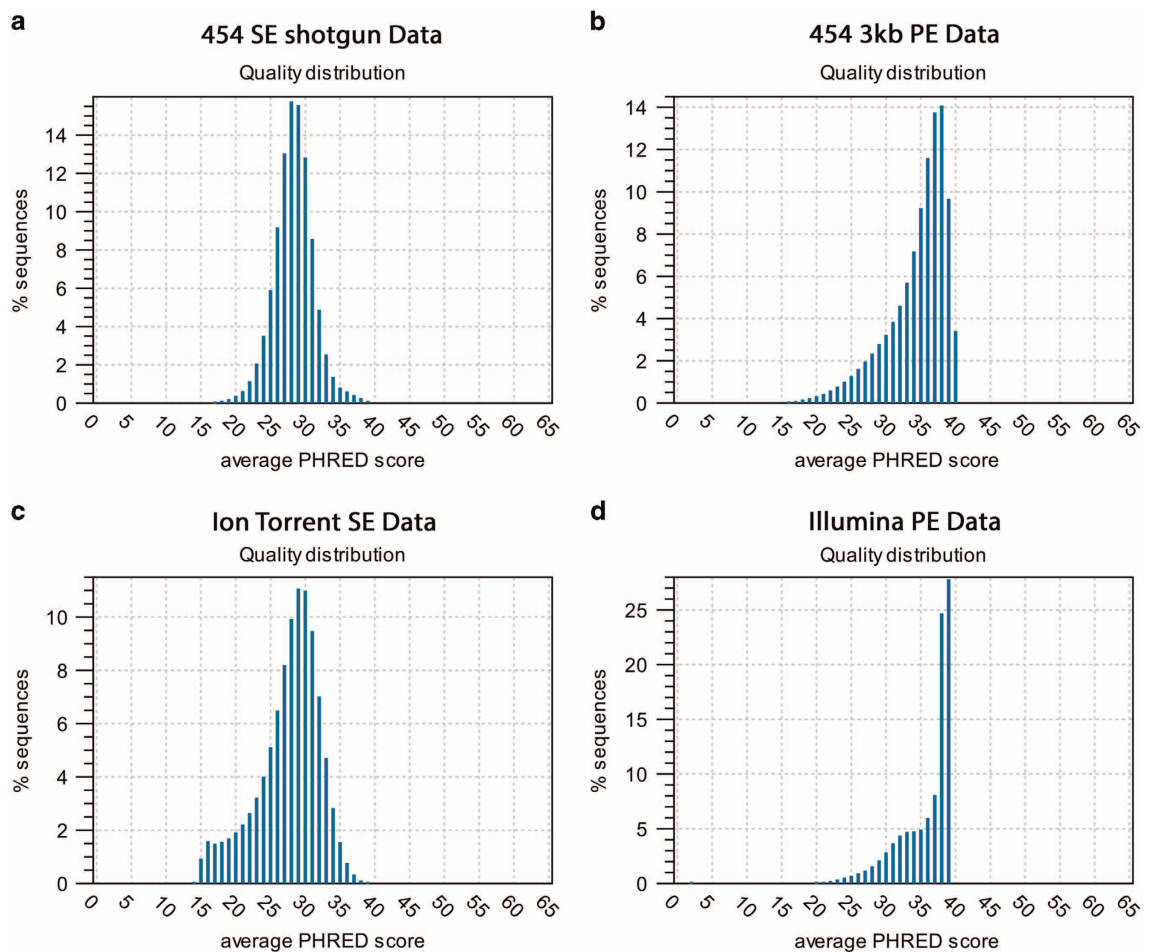 a
454 SE shotgun Data
Quality distribution
% sequences
14
12
10
8
6
4
2
0
0 5 10 15 20 25 30 35 40 45 50 55 60 65
average PHRED score
b
454 3kb PE Data
Quality distribution
% sequences
14
12
10
8
6
4
2
0
0 5 10 15 20 25 30 35 40 45 50 55 60 65
average PHRED score
c
Ion Torrent SE Data
Quality distribution
% sequences
10
8
6
4
2
0
0 5 10 15 20 25 30 35 40 45 50 55 60 65
average PHRED score
d
Illumina PE Data
Quality distribution
% sequences
25
20
15
10
5
0
0 5 10 15 20 25 30 35 40 45 50 55 60 65
average PHRED score